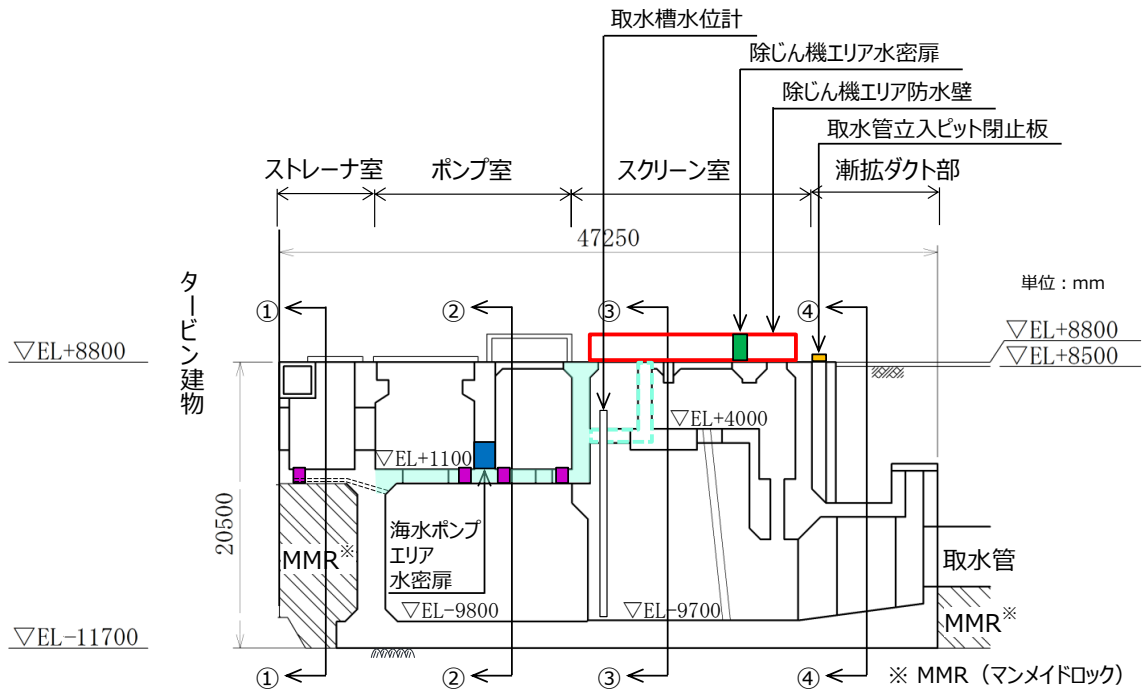 取水槽水位計
除じん機エリア水密扉
除じん機エリア防水壁
取水管立入ピット閉止板
ストレーナ室
ポンプ室
スクリーン室
漸拡ダクト部
47250
単位：mm
タービン建物
①
②
③
④
▽EL+8800
▽EL+8800
▽EL+8500
▽EL+4000
▽EL+1100
20500
海水ポンプ
エリア
水密扉
MMR※
取水管
▽EL-9800
▽EL-9700
▽EL-11700
MMR※
①
②
③
④
※ MMR（マンメイドロック）